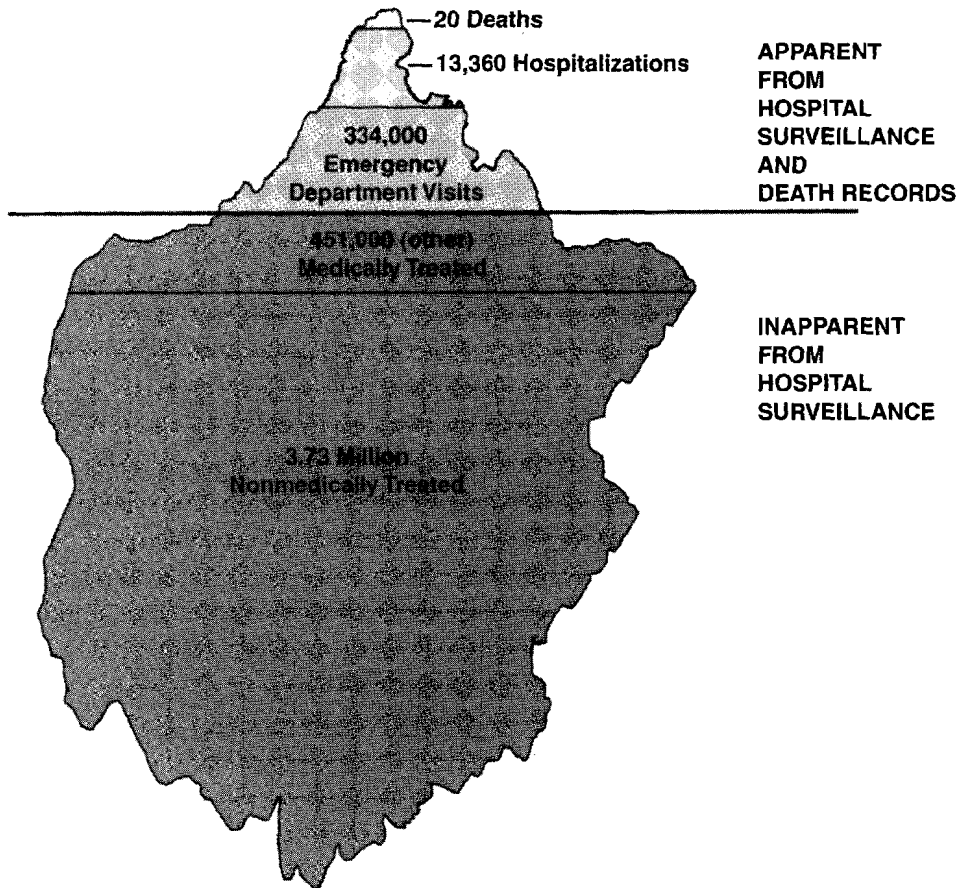 20 Deaths
13,360 Hospitalizations
334,000
Emergency
Department Visits
APPARENT
FROM
HOSPITAL
SURVEILLANCE
AND
DEATH RECORDS
451,000 (other)
Medically Treated
INAPPARENT
FROM
HOSPITAL
SURVEILLANCE
3.73 Million
Nonmedically Treated